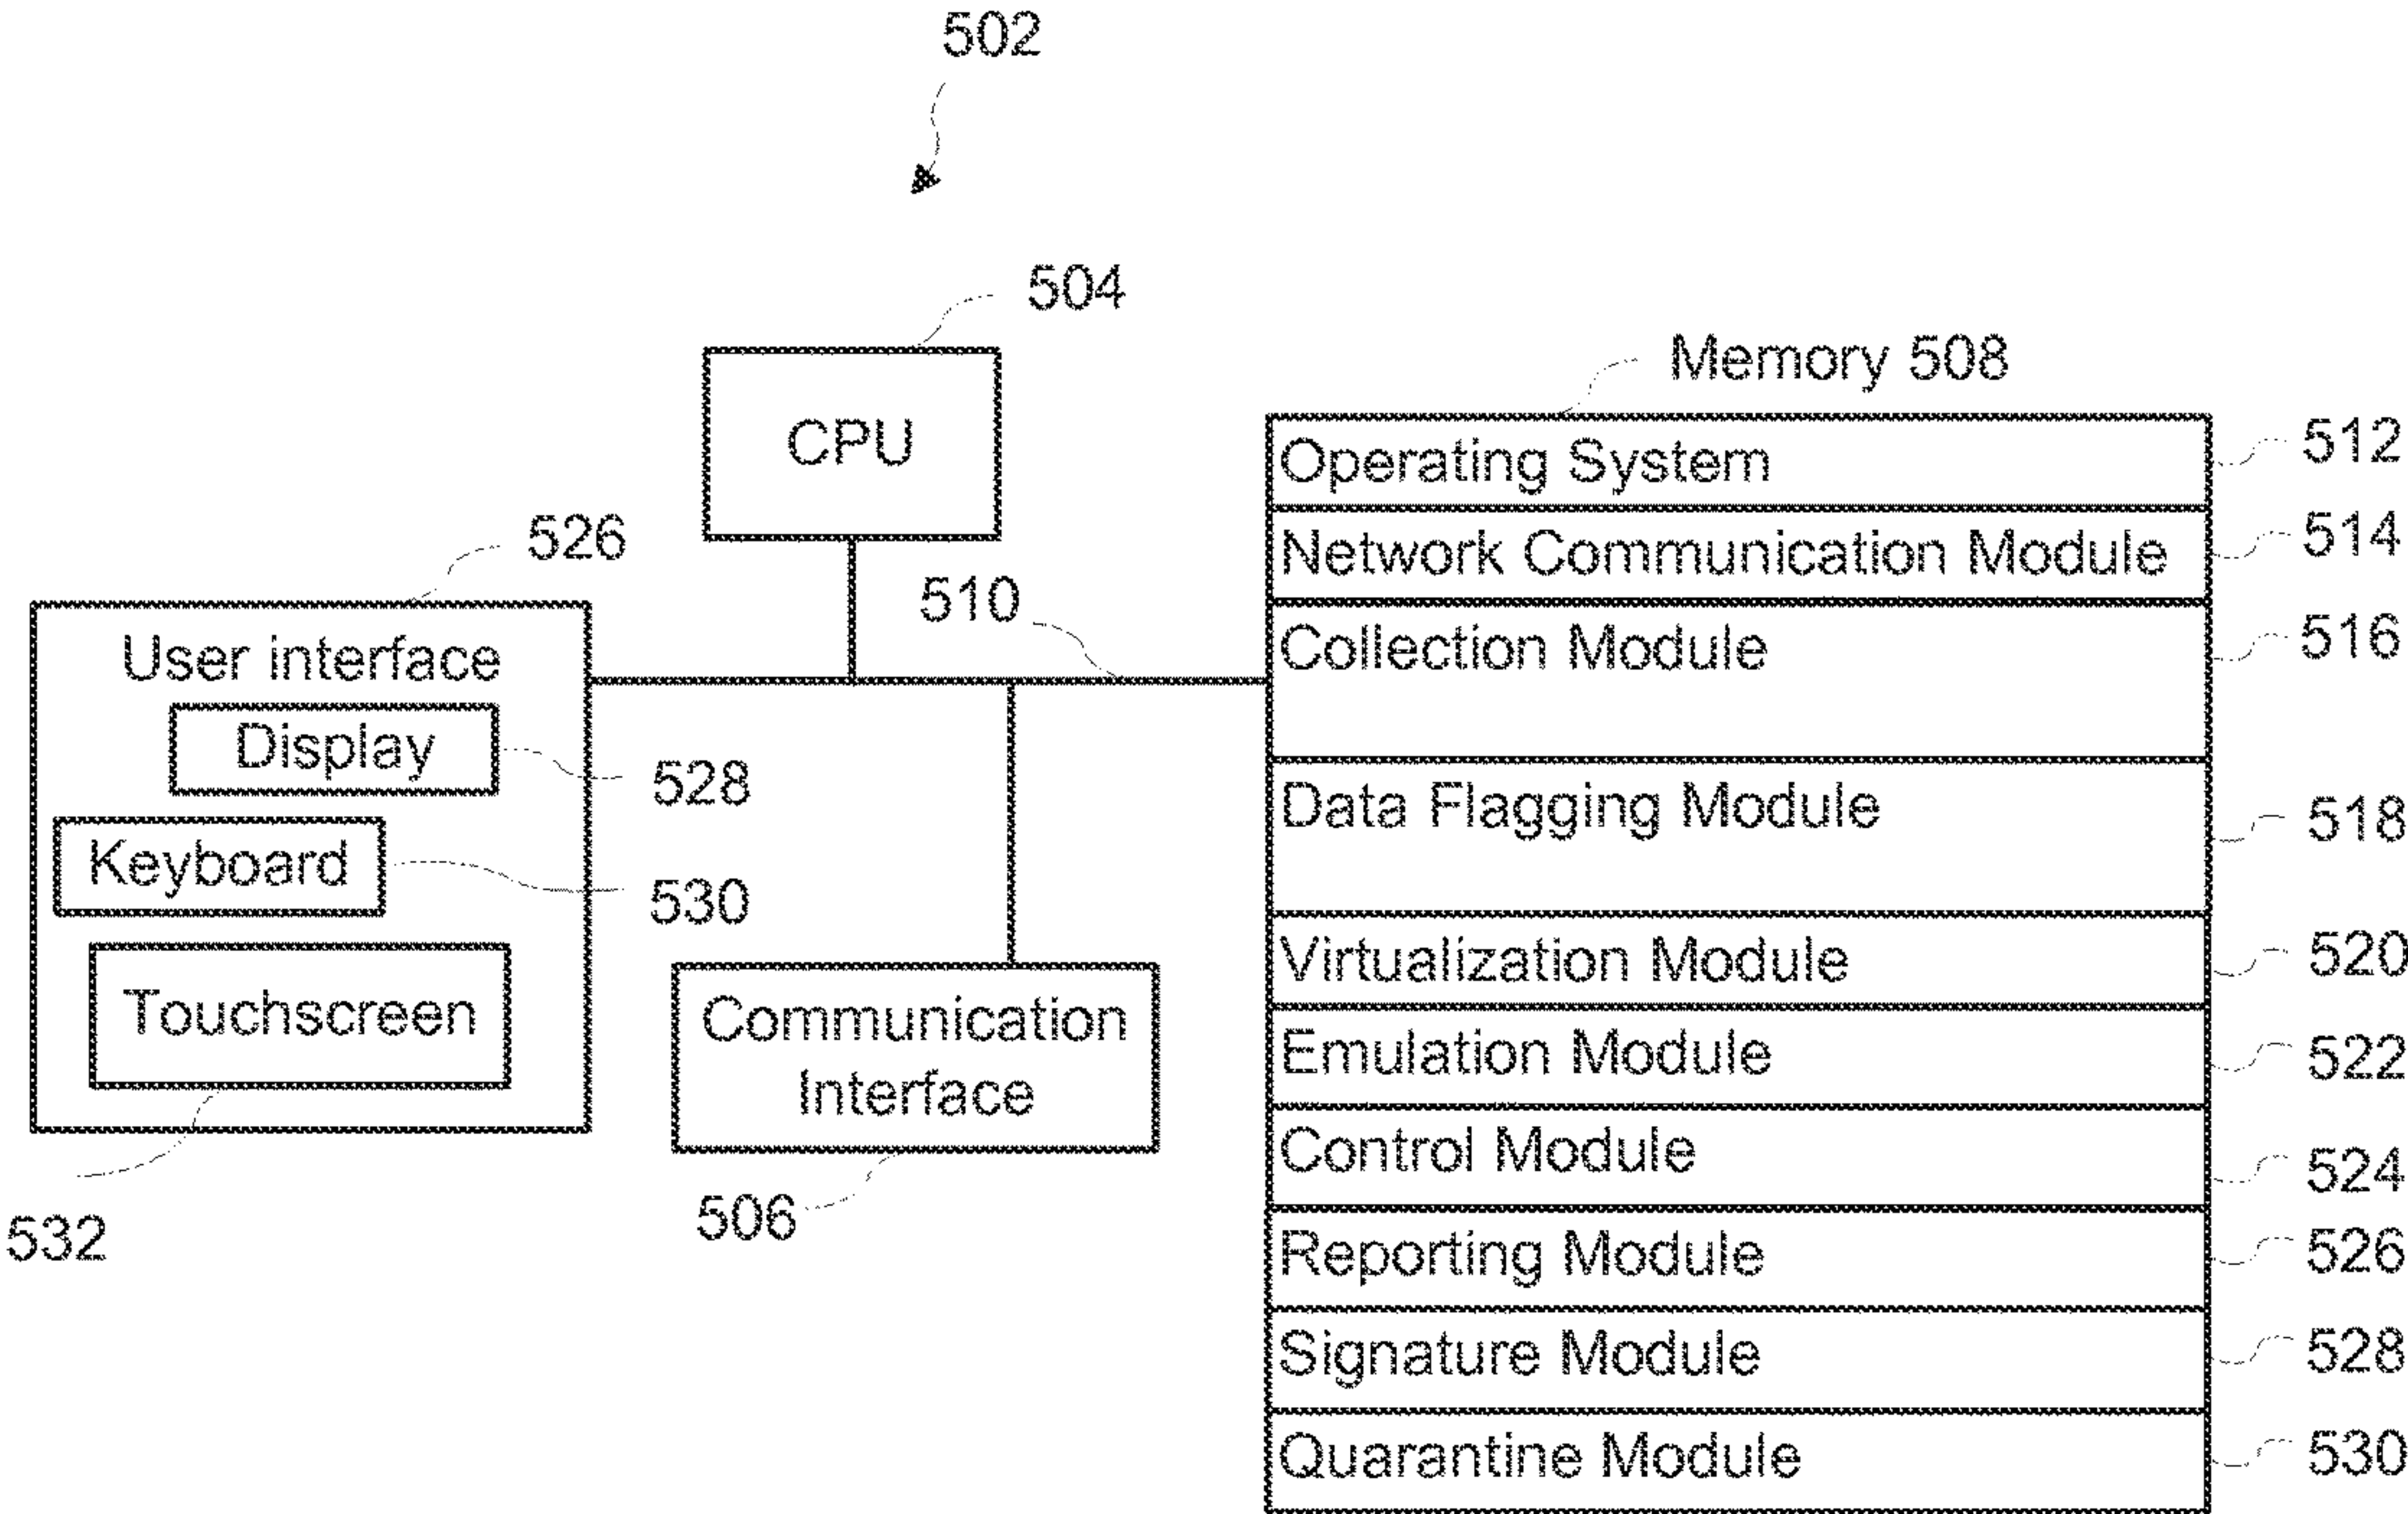 502
504
CPU
Memory 508
Operating System
512
Network Communication Module
514
Collection Module
516
Data Flagging Module
518
Virtualization Module
520
Emulation Module
522
Control Module
524
Reporting Module
526
Signature Module
528
Quarantine Module
530
526
510
User interface
Display
528
Keyboard
530
Touchscreen
532
Communication
Interface
506